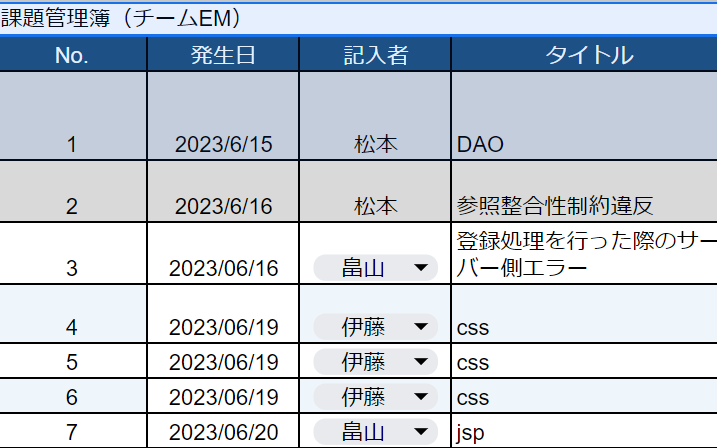 課題管理簿（チームEM）
No. 発生日 記入者 タイトル
1 2023/6/15 松本 DAO
2 2023/6/16 松本 参照整合性制約違反
3 2023/06/16 畠山 登録処理を行った際のサー
バー側エラー
4 2023/06/19 伊藤 css
5 2023/06/19 伊藤 css
6 2023/06/19 伊藤 css
7 2023/06/20 畠山 jsp